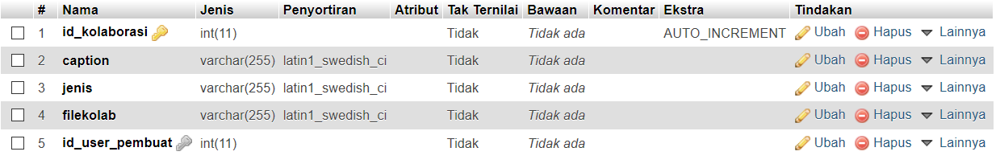 # Nama Jenis Penyortiran Atribut Tak Ternilai Bawaan Komentar Ekstra Tindakan
1 id_kolaborasi int(11) Tidak Tidak ada AUTO_INCREMENT Ubah Hapus Lainnya
2 caption varchar(255) latin1_swedish_ci Tidak Tidak ada Ubah Hapus Lainnya
3 jenis varchar(255) latin1_swedish_ci Tidak Tidak ada Ubah Hapus Lainnya
4 filekolab varchar(255) latin1_swedish_ci Tidak Tidak ada Ubah Hapus Lainnya
5 id_user_pembuat int(11) Tidak Tidak ada Ubah Hapus Lainnya